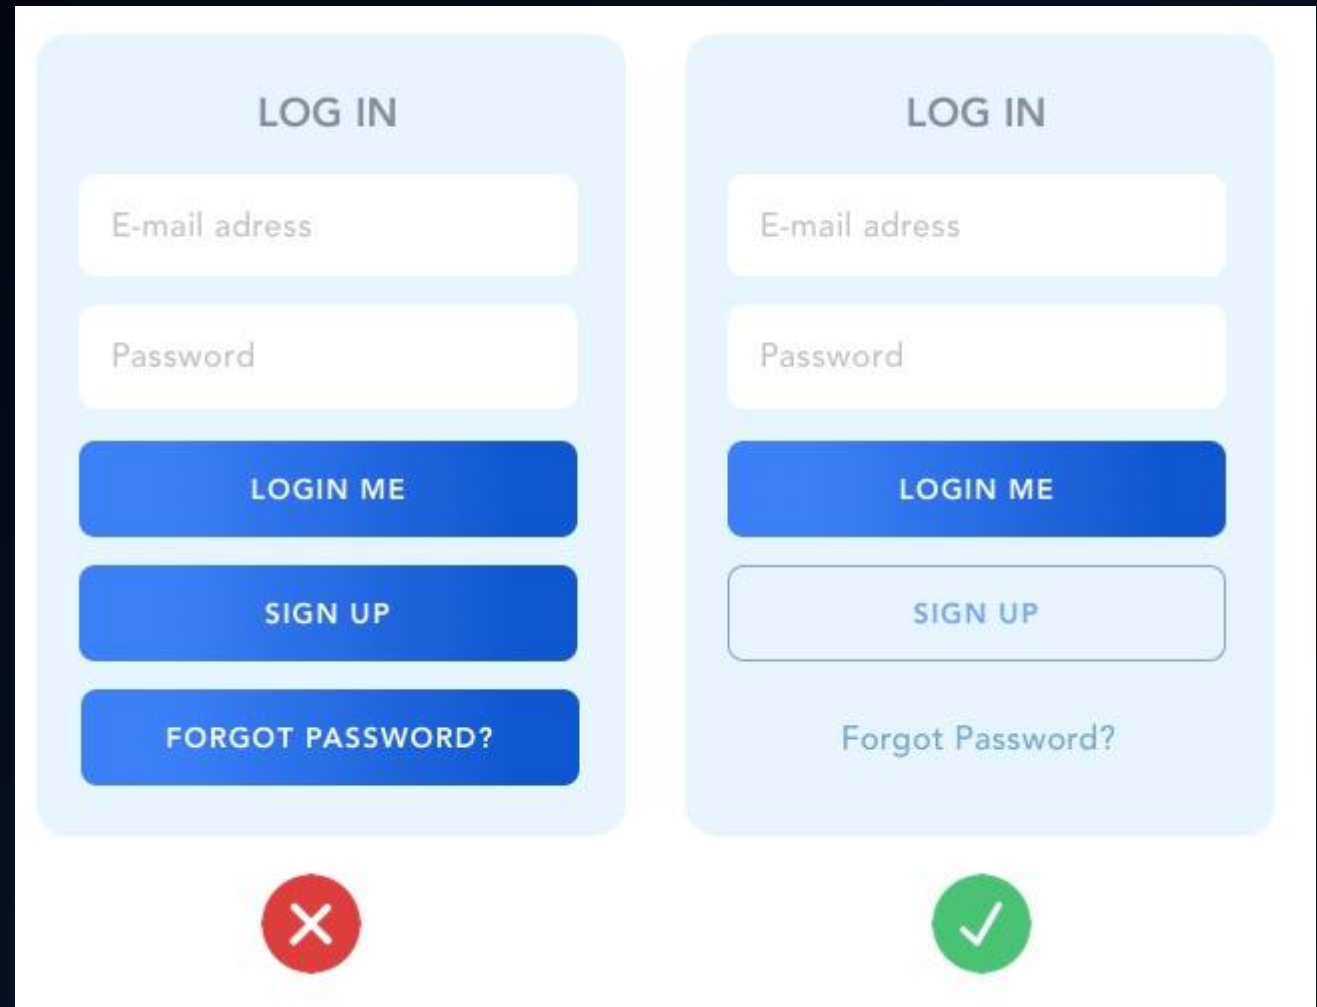 LOG IN
E-mail adress
Password
LOGIN ME
SIGN UP
FORGOT PASSWORD?
LOG IN
E-mail adress
Password
LOGIN ME
SIGN UP
Forgot Password?